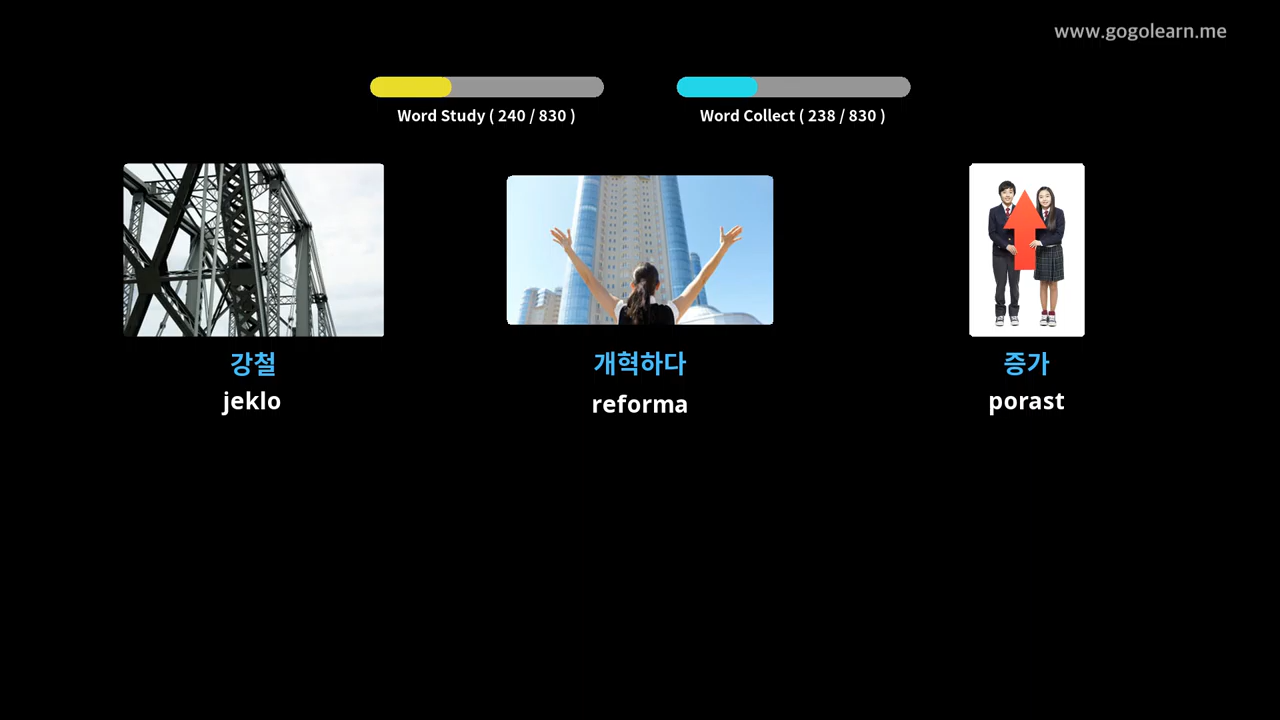 www.gogolearn.me
Word Study ( 240 / 830 )
Word Collect ( 238 / 830 )
강철
jeklo
개혁하다
reforma
증가
porast